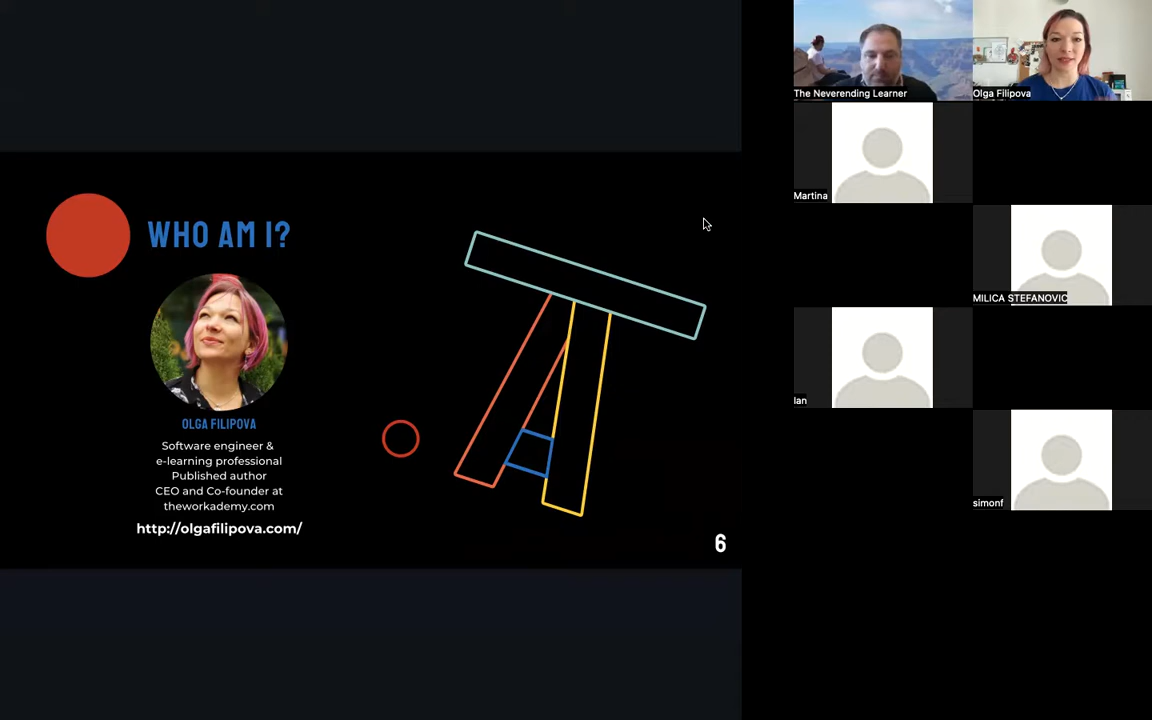 WHO AM I?
OLGA FILIPOVA
Software engineer &
e-learning professional
Published author
CEO and Co-founder at
theworkademy.com
http://olgafilipova.com/
6
The Neverending Learner
Olga Filipova
Martina
MILICA STEFANOVIC
Ian
simonf